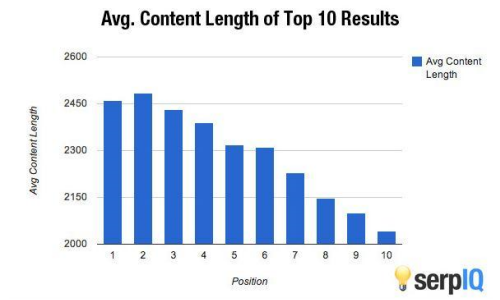 Avg. Content Length of Top 10 Results
2600
2450
2300
2150
2000
Avg Content Length
1 2 3 4 5 6 7 8 9 10
Position
Avg Content
Length
serpIQ